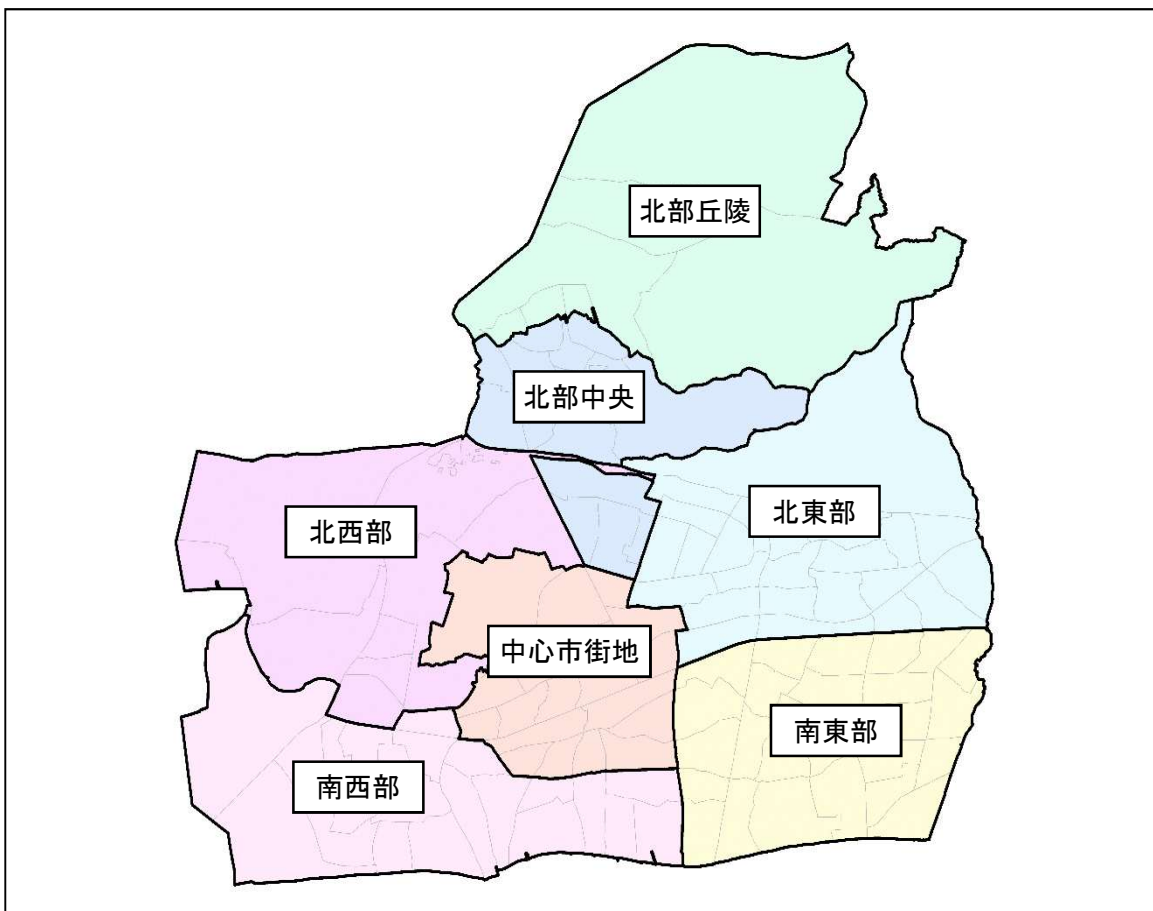 北部丘陵
北部中央
北西部
北東部
中心市街地
南東部
南西部